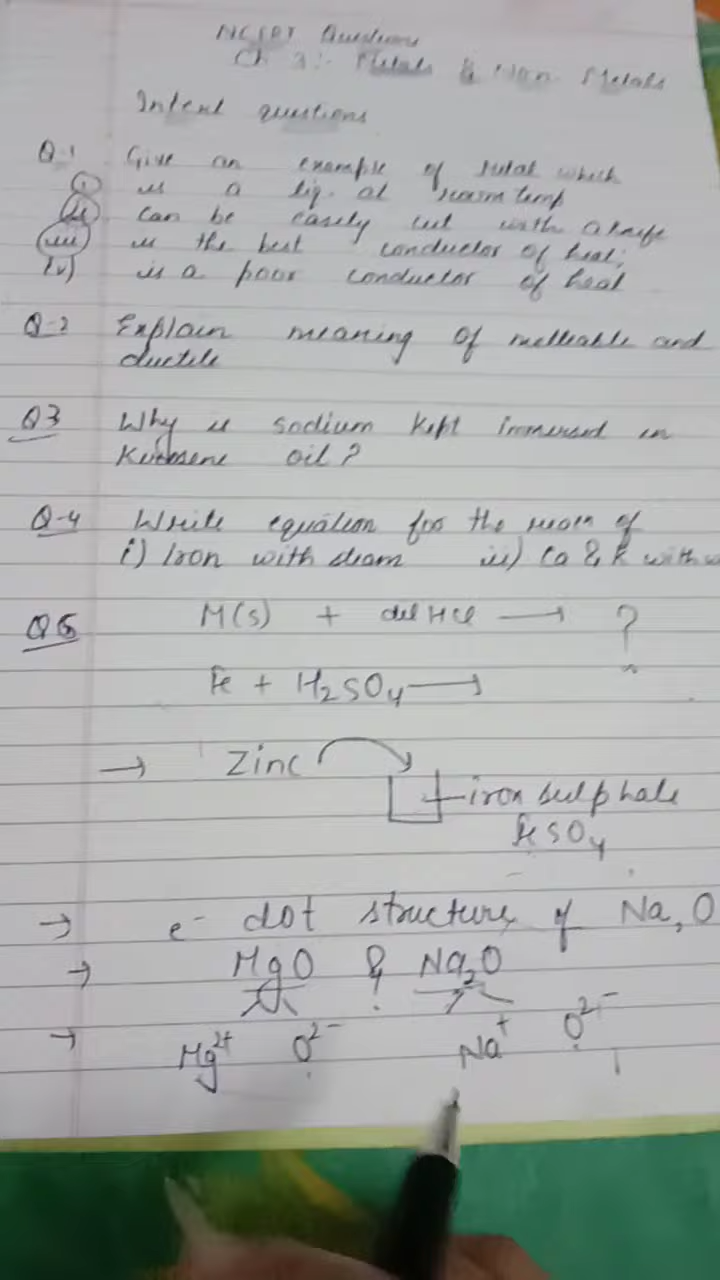 NCERT Questions
Ch 3:- Metals & Non-Metals
Intext questions
Q.1 Give an example of metal which
(i) is a liq. at room temp
(ii) can be easily cut with a knife
(iii) is the best conductor of heat.
(iv) is a poor conductor of heat
Q-2 Explain meaning of malleable and
ductile
Q3 Why is sodium kept immersed in
Kerosene oil?
Q-4 Write equation for the reacn of
i) Iron with steam ii) Ca & K with
Q5 M(s) + dil HCl → ?
Fe + H2SO4 →
→ Zinc
iron sulphate
FeSO4
→ e- dot structure of Na, O
→ MgO & Na2O
→ Mg2+ O2- Na+ O2-